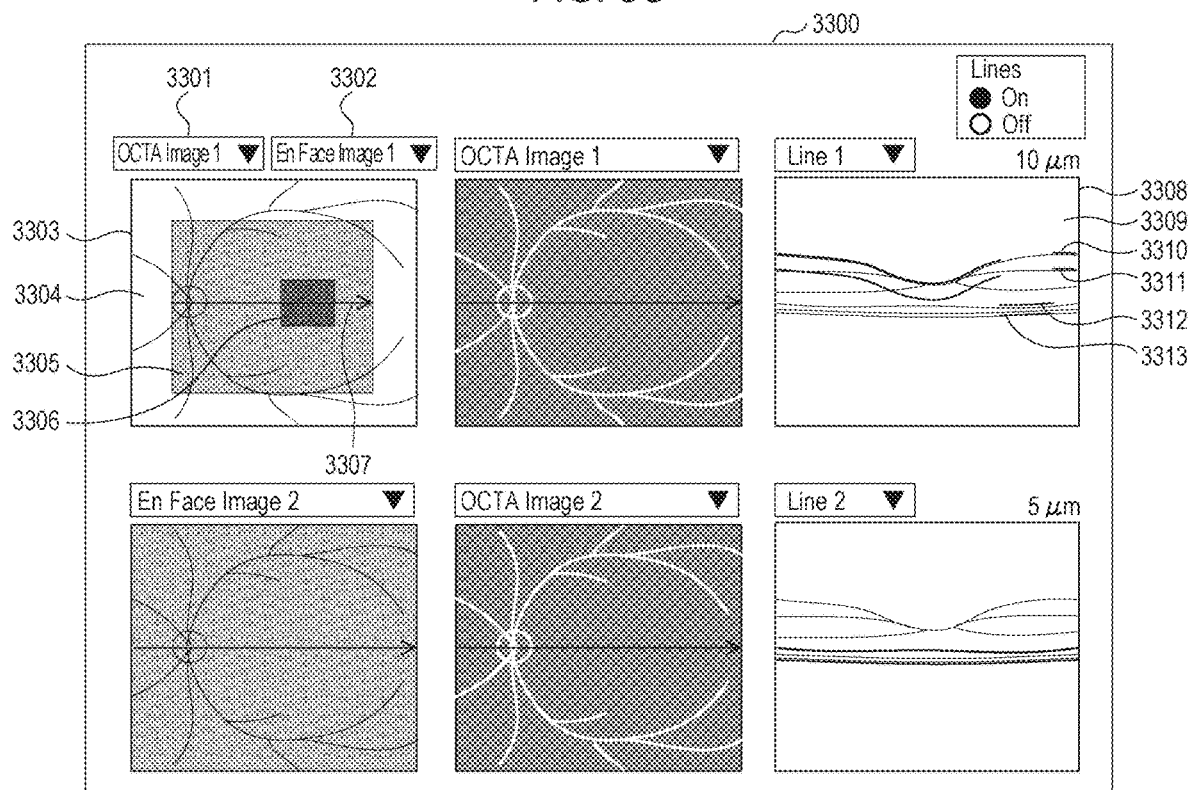 3300
Lines
On
Off
3301
3302
OCTA Image 1
En Face Image 1
OCTA Image 1
Line 1
10 μm
3303
3304
3305
3306
3307
3308
3309
3310
3311
3312
3313
En Face Image 2
OCTA Image 2
Line 2
5 μm